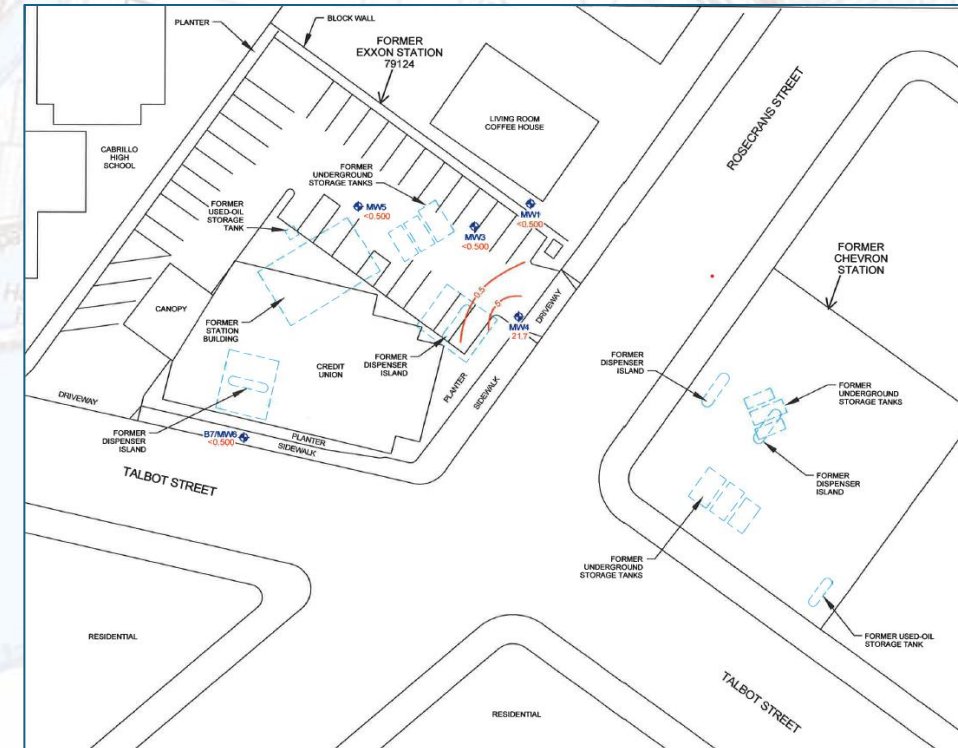 PLANTER
BLOCK WALL
FORMER
EXXON STATION
79124
ROSECRANS STREET
LIVING ROOM
COFFEE HOUSE
CABRILLO
HIGH
SCHOOL
FORMER
UNDERGROUND
STORAGE TANKS
FORMER
USED-OIL
STORAGE
TANK
MW5
<0.500
MW1
<0.500
MW3
<0.500
FORMER
CHEVRON
STATION
0.5
5
DRIVEWAY
MW4
21.7
CANOPY
FORMER
STATION
BUILDING
CREDIT
UNION
FORMER
DISPENSER
ISLAND
PLANTER
SIDEWALK
FORMER
DISPENSER
ISLAND
FORMER
UNDERGROUND
STORAGE TANKS
DRIVEWAY
FORMER
DISPENSER
ISLAND
B7/MW6
<0.500
PLANTER
SIDEWALK
TALBOT STREET
FORMER
DISPENSER
ISLAND
FORMER
UNDERGROUND
STORAGE TANKS
RESIDENTIAL
FORMER USED-OIL
STORAGE TANK
RESIDENTIAL
TALBOT STREET